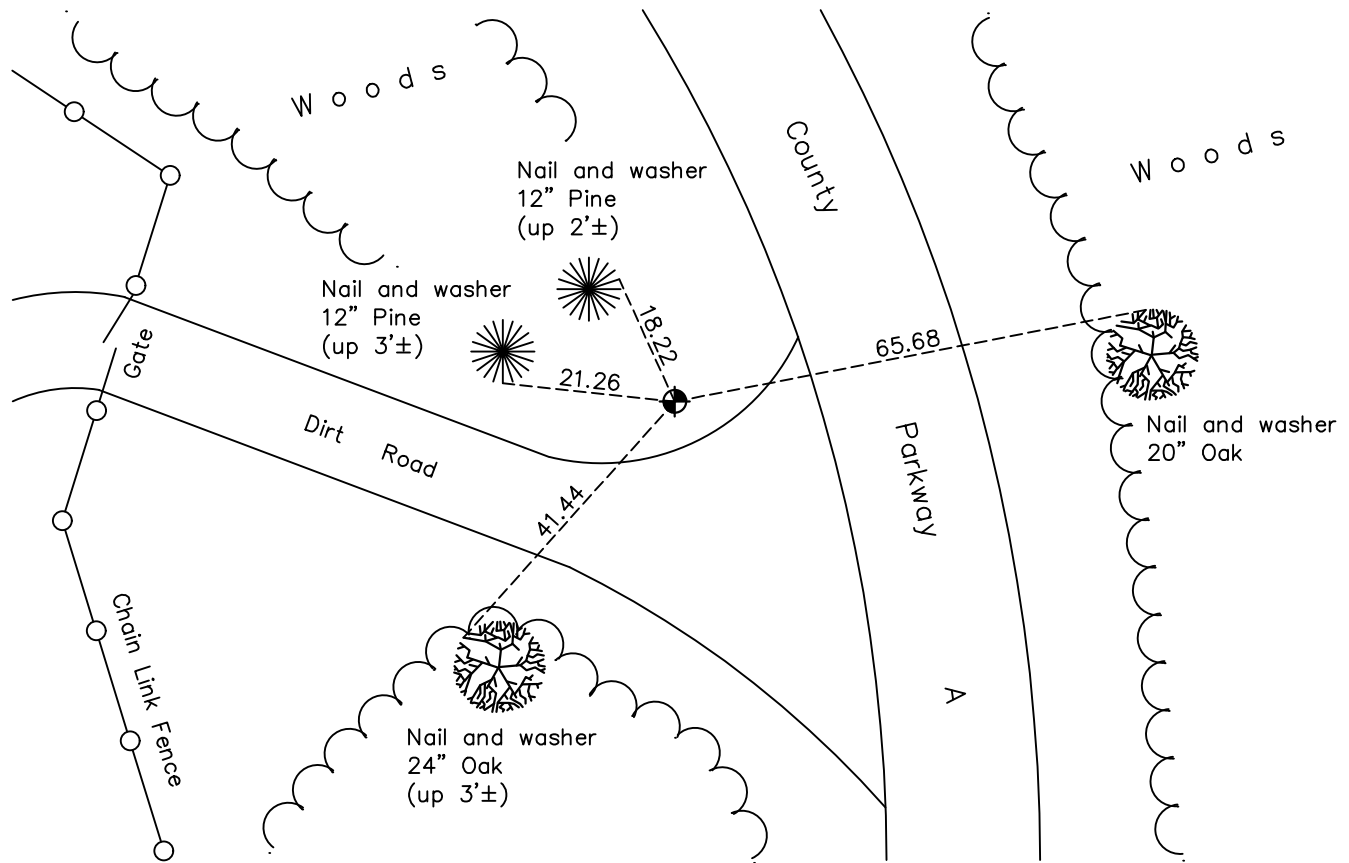 Woods
Woods
County
Nail and washer
12” Pine
(up 2'±)
Nail and washer
12” Pine
(up 3'±)
18.22
65.68
21.26
Gate
Dirt Road
Parkway
Nail and washer
20” Oak
41.44
Chain Link Fence
A
Nail and washer
24” Oak
(up 3'±)